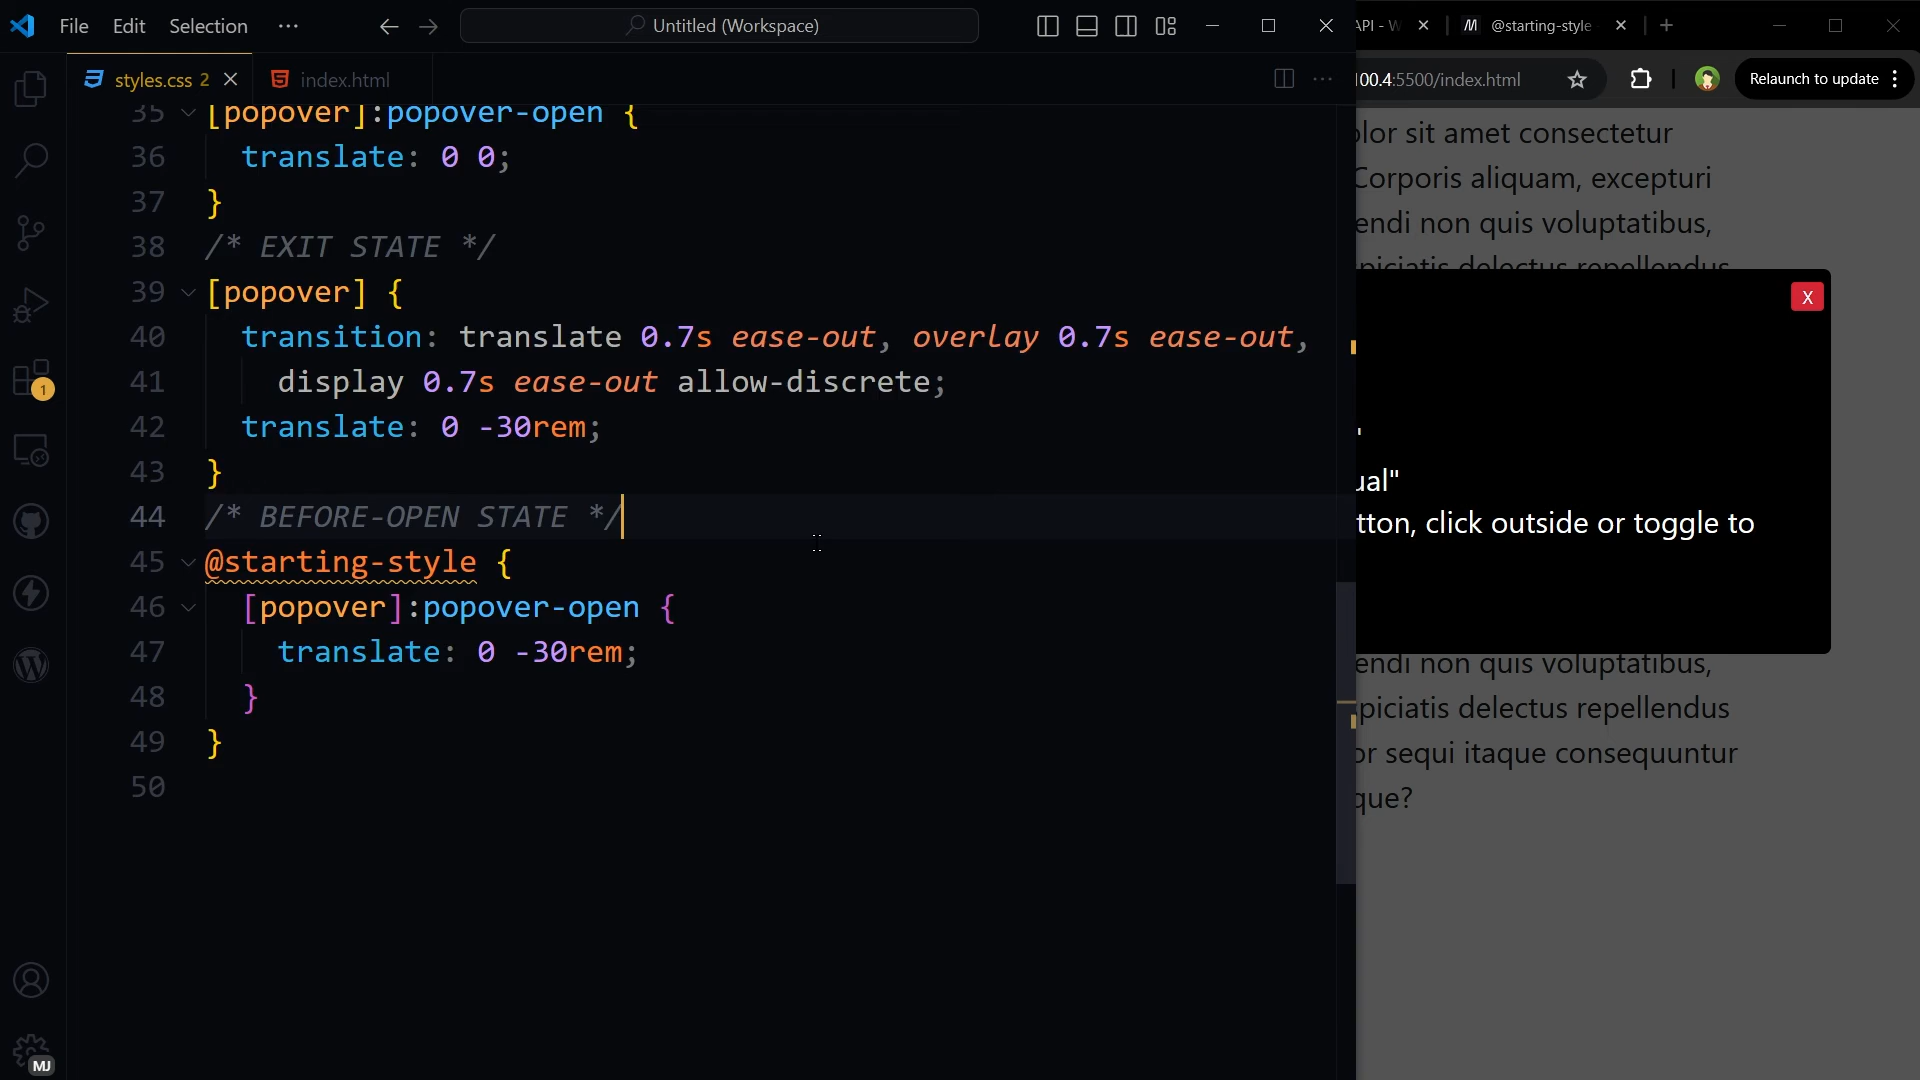 File Edit Selection ··· Untitled (Workspace)
API - W @starting-style
styles.css 2 index.html
00.4:5500/index.html Relaunch to update
35 [popover]:popover-open {
36 translate: 0 0;
37 }
38 /* EXIT STATE */
39 [popover] {
40 transition: translate 0.7s ease-out, overlay 0.7s ease-out,
41 display 0.7s ease-out allow-discrete;
42 translate: 0 -30rem;
43 }
44 /* BEFORE-OPEN STATE */
45 @starting-style {
46 [popover]:popover-open {
47 translate: 0 -30rem;
48 }
49 }
50
1
MJ
olor sit amet consectetur
Corporis aliquam, excepturi
endi non quis voluptatibus,
piciatis delectus repellendus
X
"
ual"
tton, click outside or toggle to
endi non quis voluptatibus,
piciatis delectus repellendus
or sequi itaque consequuntur
que?